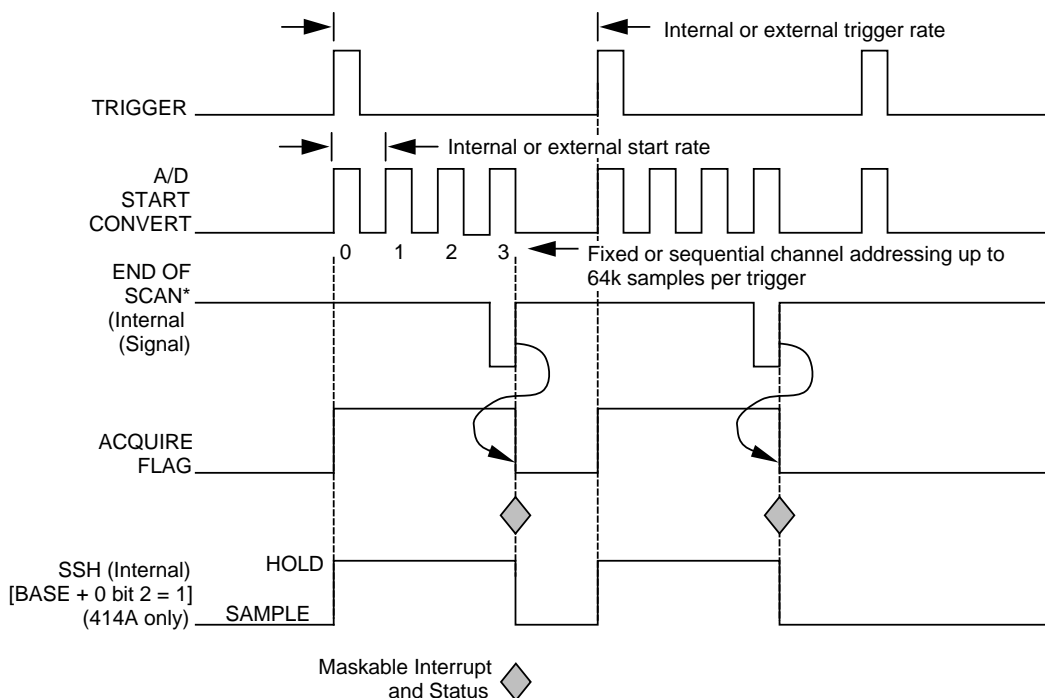 Internal or external trigger rate
TRIGGER
Internal or external start rate
A/D
START
CONVERT
0 1 2 3
Fixed or sequential channel addressing up to
64k samples per trigger
END OF
SCAN*
(Internal
(Signal)
ACQUIRE
FLAG
HOLD
SSH (Internal)
[BASE + 0 bit 2 = 1]
(414A only)
SAMPLE
Maskable Interrupt
and Status